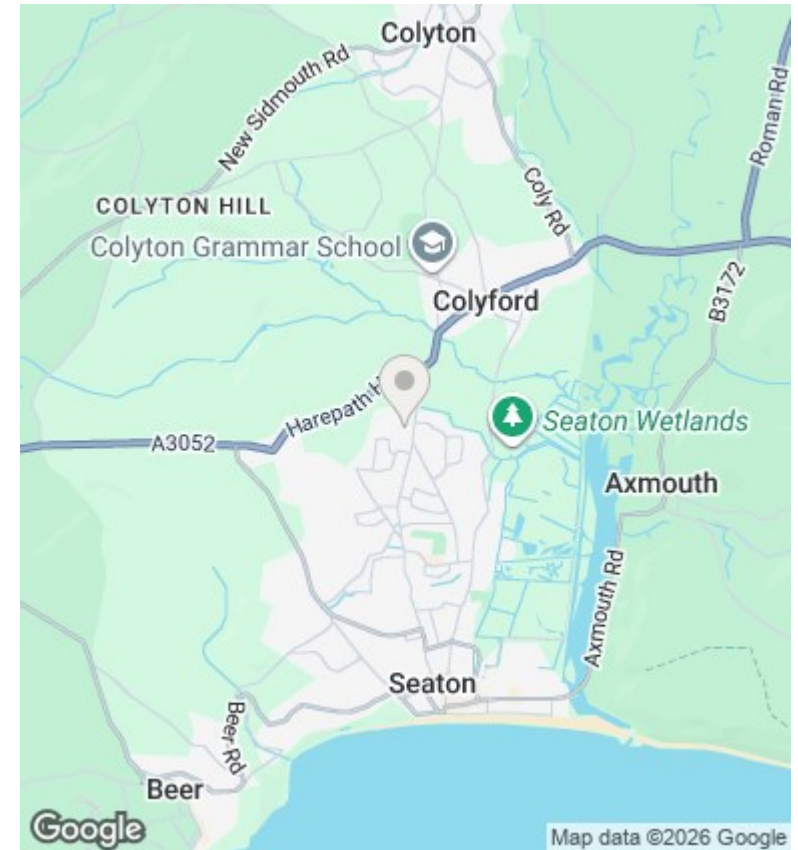 Colyton
New Sidmouth Rd
Roman Rd
Coly Rd
COLYTON HILL
Colyton Grammar School
B3172
Colyford
Harepath H
Seaton Wetlands
A3052
Axmouth
Axmouth Rd
Seaton
Beer Rd
Beer
Google
Map data ©2026 Google